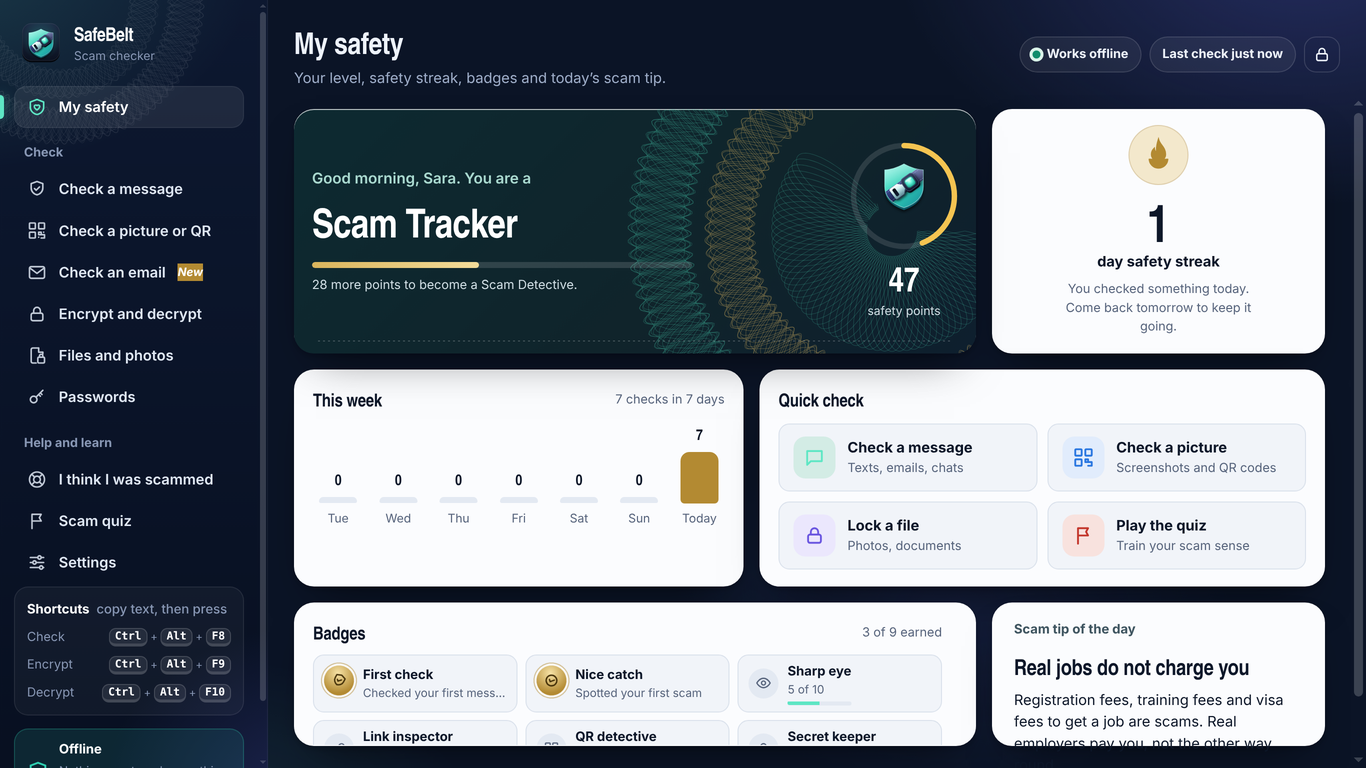 SafeBelt
Scam checker
My safety
Check
Check a message
Check a picture or QR
Check an email New
Encrypt and decrypt
Files and photos
Passwords
Help and learn
I think I was scammed
Scam quiz
Settings
Shortcuts copy text, then press
Check Ctrl + Alt + F8
Encrypt Ctrl + Alt + F9
Decrypt Ctrl + Alt + F10
Offline
My safety
Your level, safety streak, badges and today’s scam tip.
Works offline
Last check just now
Good morning, Sara. You are a
Scam Tracker
28 more points to become a Scam Detective.
47
safety points
1
day safety streak
You checked something today.
Come back tomorrow to keep it
going.
This week
7 checks in 7 days
7
0 0 0 0 0 0
Tue Wed Thu Fri Sat Sun Today
Quick check
Check a message
Texts, emails, chats
Check a picture
Screenshots and QR codes
Lock a file
Photos, documents
Play the quiz
Train your scam sense
Badges
3 of 9 earned
First check
Checked your first mess...
Nice catch
Spotted your first scam
Sharp eye
5 of 10
Link inspector
QR detective
Secret keeper
Scam tip of the day
Real jobs do not charge you
Registration fees, training fees and visa
fees to get a job are scams. Real
employers pay you, not the other way